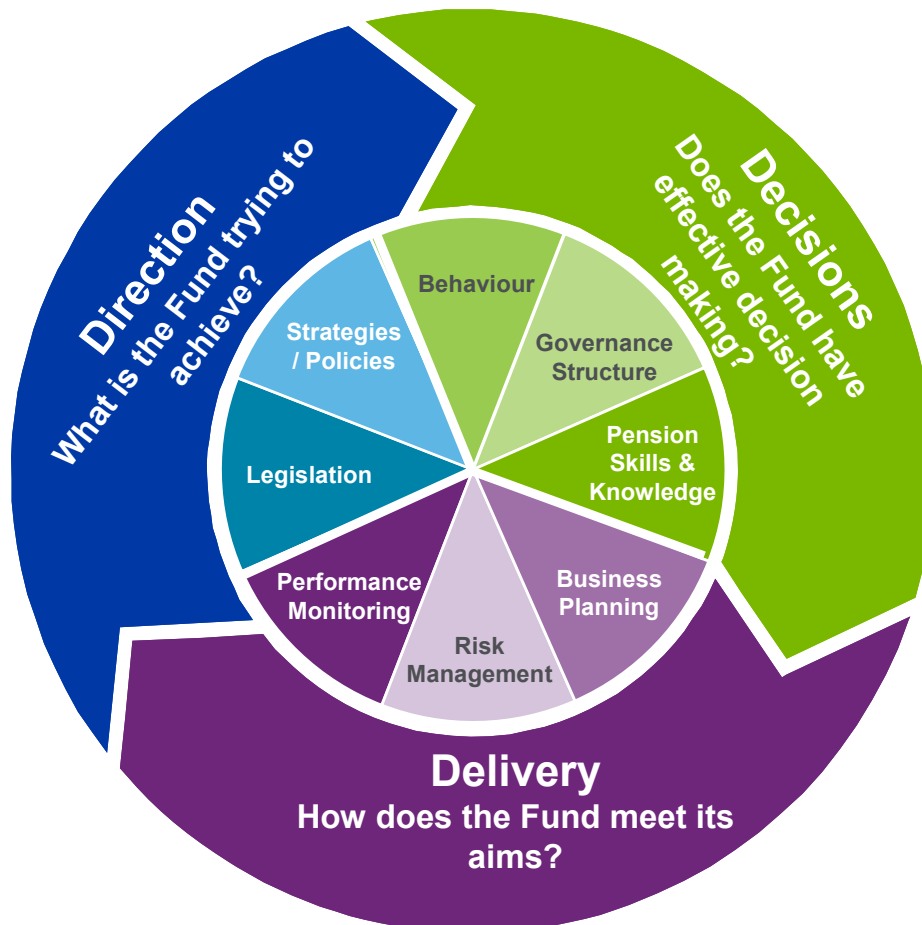 Direction
What is the Fund trying to
achieve?
Decisions
Does the Fund have
effective decision
making?
Behaviour
Governance
Structure
Pension
Skills &
Knowledge
Business
Planning
Risk
Management
Performance
Monitoring
Legislation
Strategies
/ Policies
Delivery
How does the Fund meet its
aims?